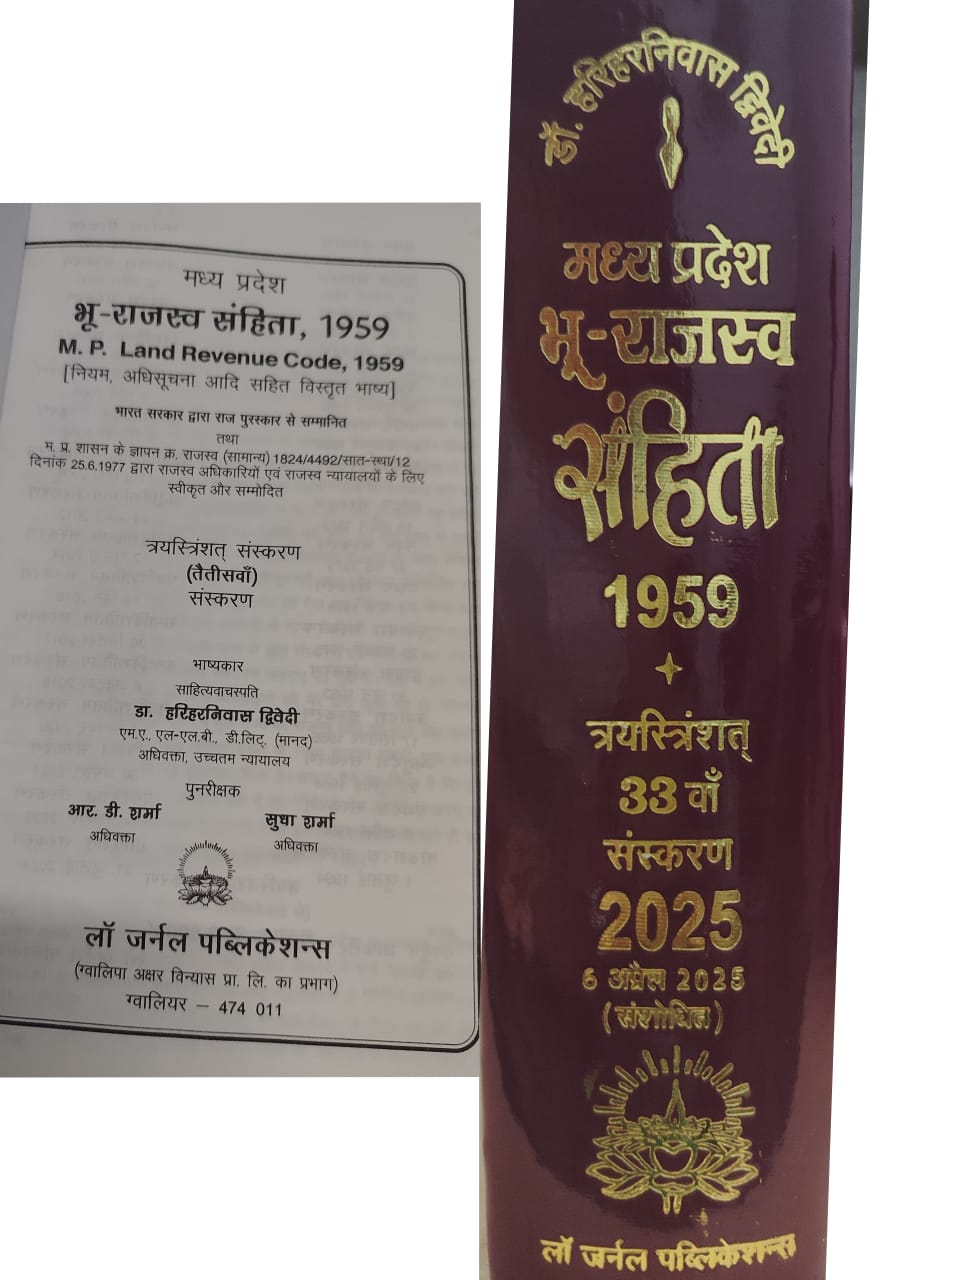 मध्य प्रदेश
भू-राजस्व संहिता, 1959
M. P. Land Revenue Code, 1959
[नियम, अधिसूचना आदि सहित विस्तृत भाष्य]
भारत सरकार द्वारा राज पुरस्कार से सम्मानित
तथा
म. प्र. शासन के ज्ञापन क्र. राजस्व (सामान्य) 1824/4492/सात-स्था/12
दिनांक 25.6.1977 द्वारा राजस्व अधिकारियों एवं राजस्व न्यायालयों के लिए
स्वीकृत और सम्मोदित
त्रयस्त्रिंशत् संस्करण
(तैतीसवाँ)
संस्करण
भाष्यकार
साहित्यवाचस्पति
डा. हरिहरनिवास द्विवेदी
एम.ए., एल-एल.बी., डी.लिट्. (मानद)
अधिवक्ता, उच्चतम न्यायालय
पुनरीक्षक
आर. डी. शर्मा
अधिवक्ता
सुधा शर्मा
अधिवक्ता
लॉ जर्नल पब्लिकेशन्स
(ग्वालिपा अक्षर विन्यास प्रा. लि. का प्रभाग)
ग्वालियर – 474 011
डॉ. हरिहरनिवास द्विवेदी
मध्य प्रदेश
भू-राजस्व
संहिता
1959
त्रयस्त्रिंशत्
33 वाँ
संस्करण
2025
6 अप्रैल 2025
(संशोधित)
लॉ जर्नल पब्लिकेशन्स